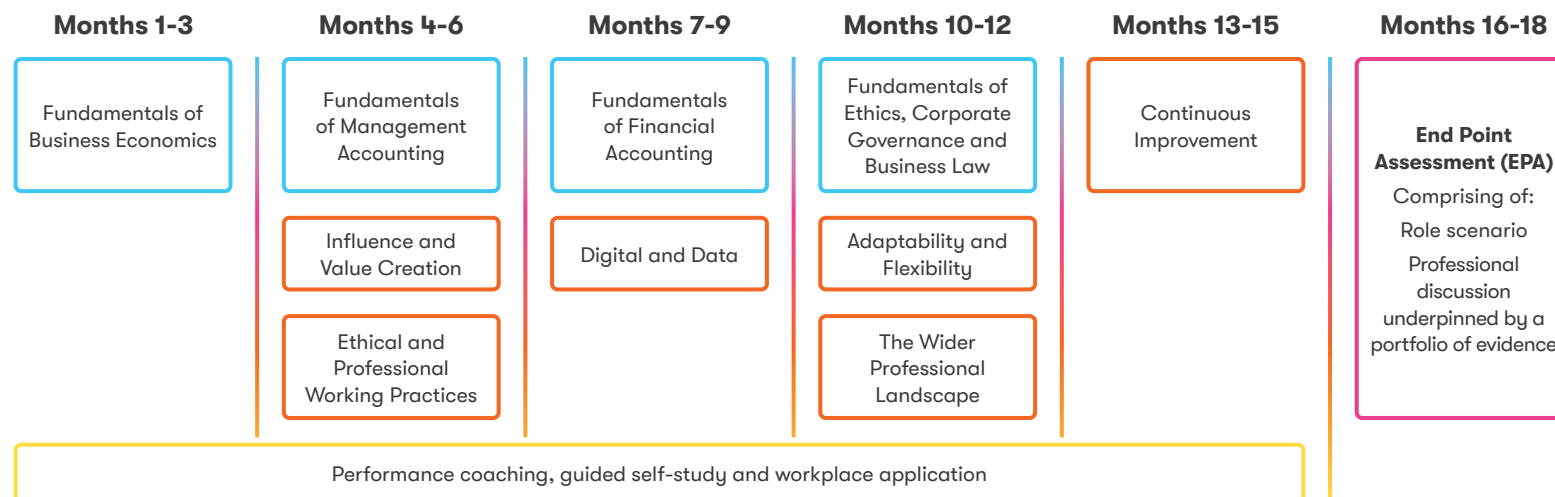 Months 1-3
Fundamentals of
Business Economics
Months 4-6
Fundamentals
of Management
Accounting
Influence and
Value Creation
Ethical and
Professional
Working Practices
Months 7-9
Fundamentals
of Financial
Accounting
Digital and Data
Months 10-12
Fundamentals of
Ethics, Corporate
Governance and
Business Law
Adaptability and
Flexibility
The Wider
Professional
Landscape
Months 13-15
Continuous
Improvement
Months 16-18
End Point
Assessment (EPA)
Comprising of:
Role scenario
Professional
discussion
underpinned by a
portfolio of evidence
Performance coaching, guided self-study and workplace application